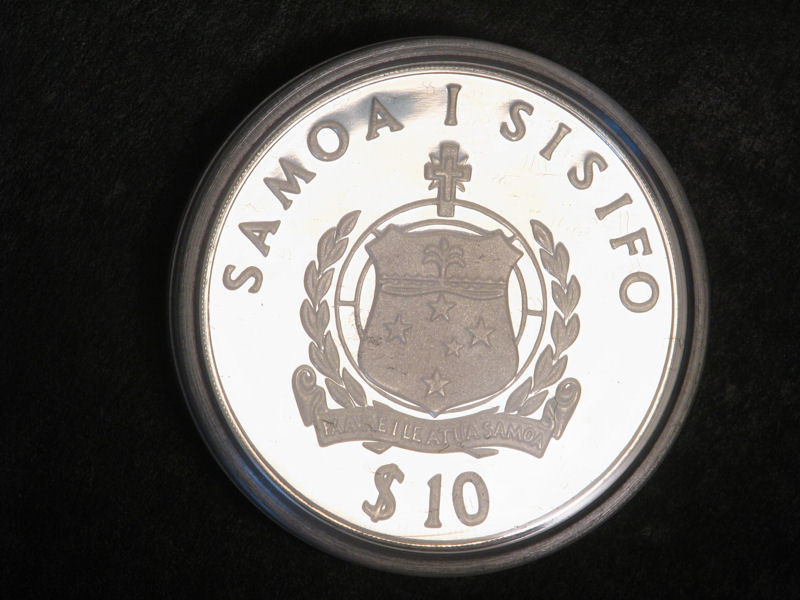 SAMOA I SISIFO
FAAVAE I LE ATUA SAMOA
$10